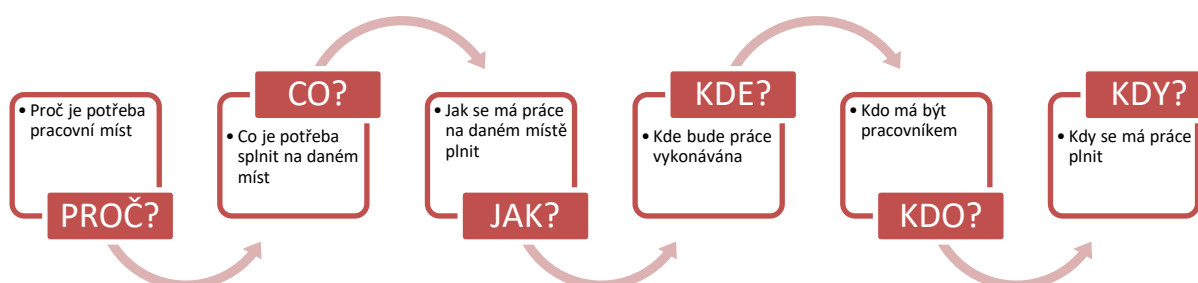 • Proč je potřeba
pracovní míst
PROČ?
CO?
• Co je potřeba
splnit na daném
míst
• Jak se má práce
na daném místě
plnit
JAK?
KDE?
• Kde bude práce
vykonávána
• Kdo má být
pracovníkem
KDO?
KDY?
• Kdy se má práce
plnit